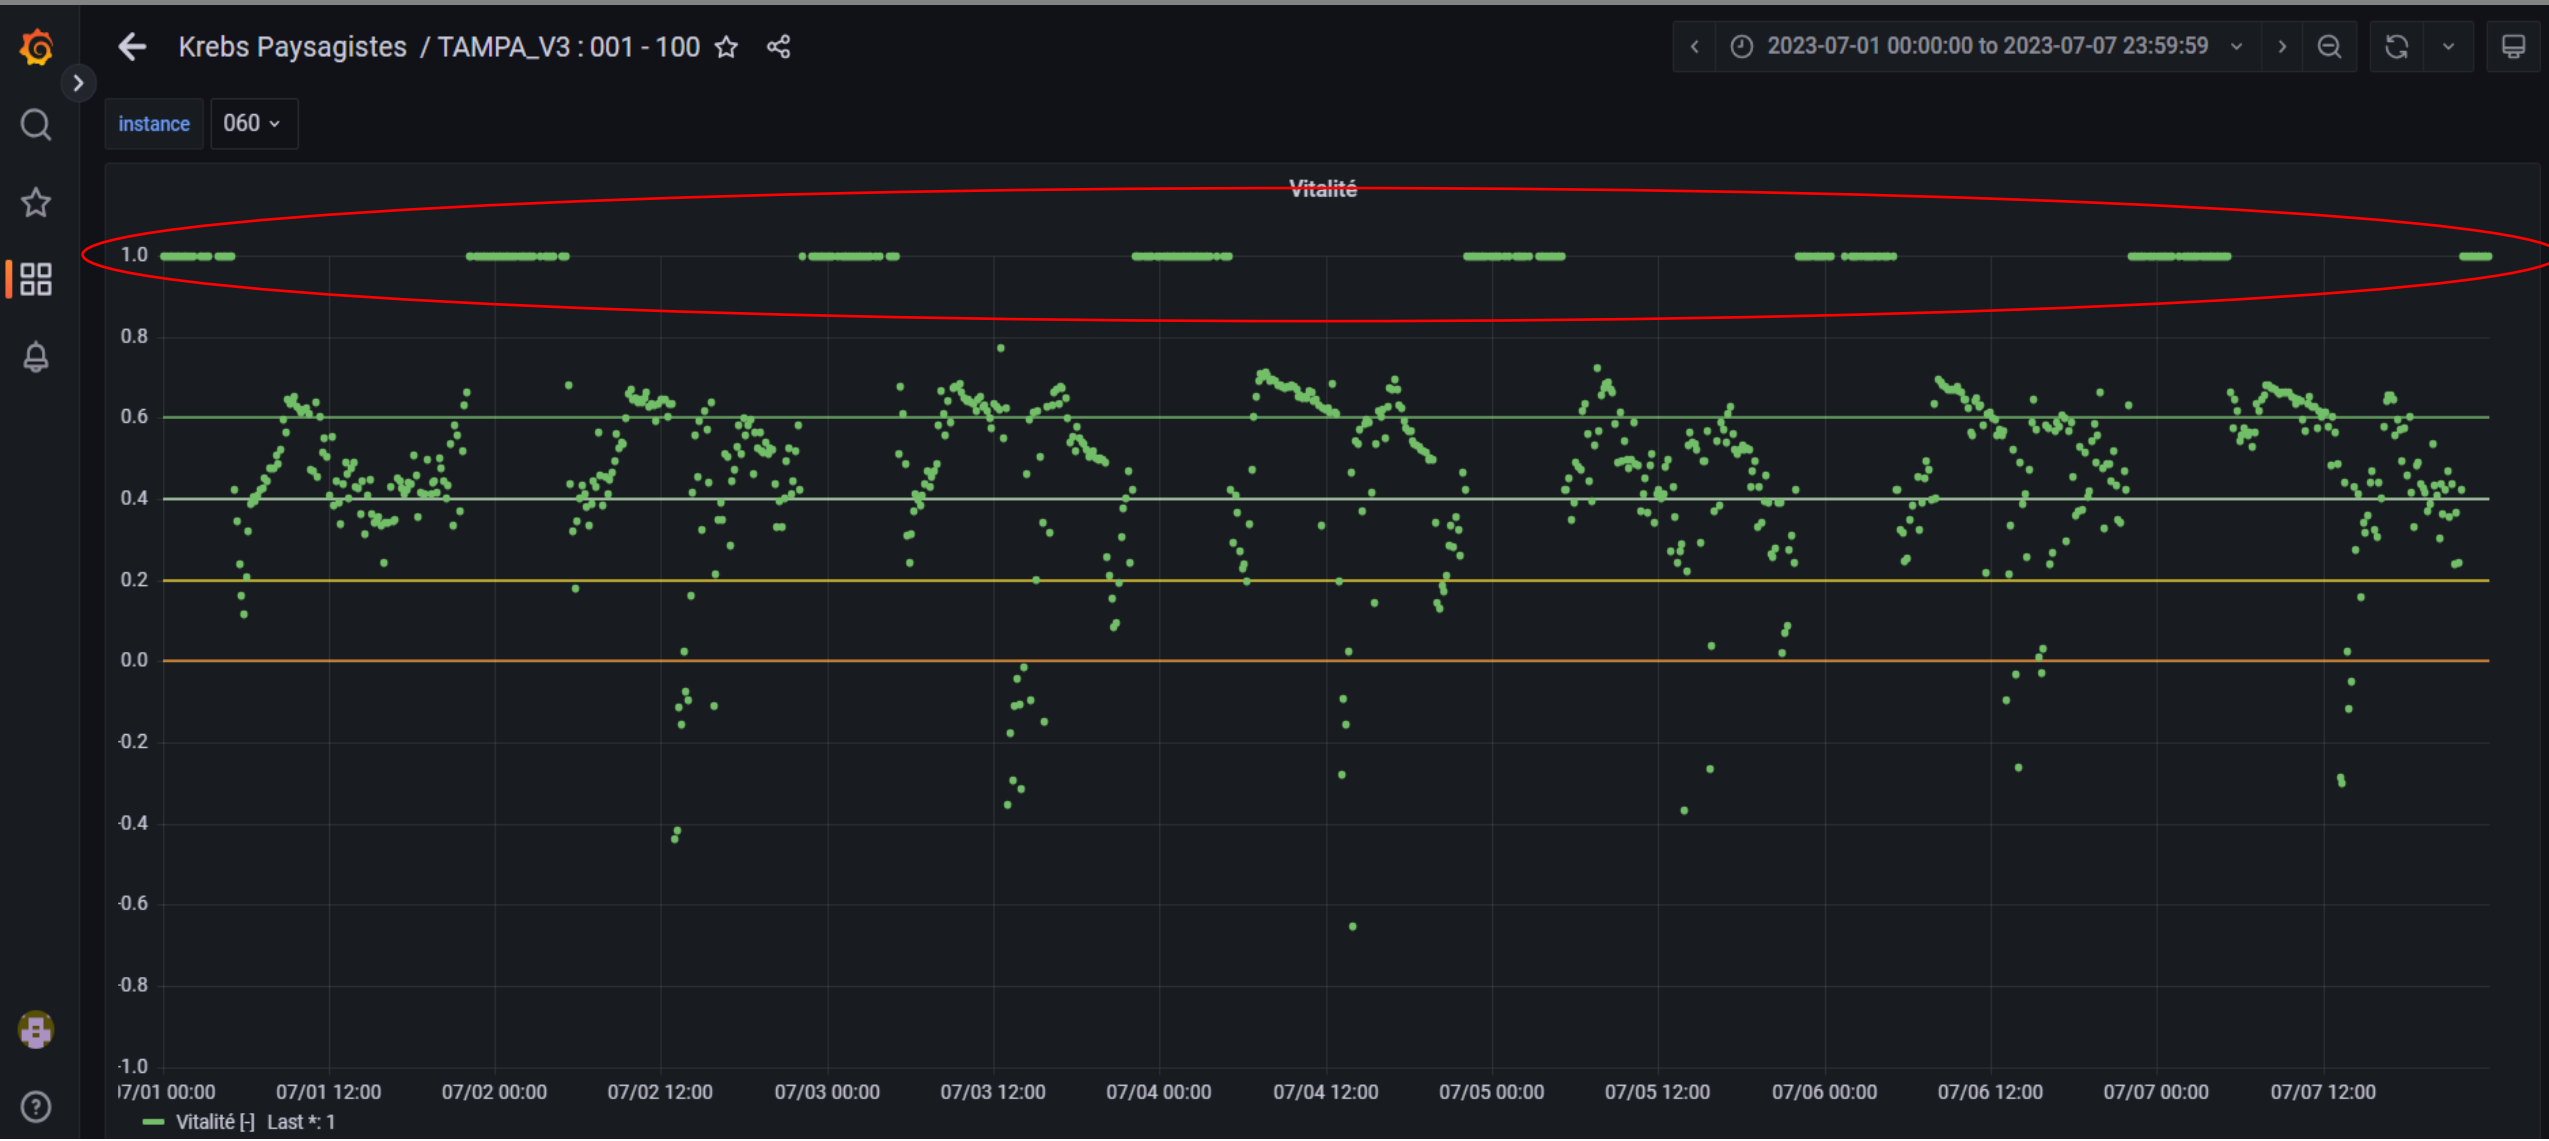 Krebs Paysagistes / TAMPA_V3 : 001 - 100
2023-07-01 00:00:00 to 2023-07-07 23:59:59
instance 060
Vitalité
1.0
0.8
0.6
0.4
0.2
0.0
-0.2
-0.4
-0.6
-0.8
-1.0
07/01 00:00 07/01 12:00 07/02 00:00 07/02 12:00 07/03 00:00 07/03 12:00 07/04 00:00 07/04 12:00 07/05 00:00 07/05 12:00 07/06 00:00 07/06 12:00 07/07 00:00 07/07 12:00
Vitalité [-] Last *: 1